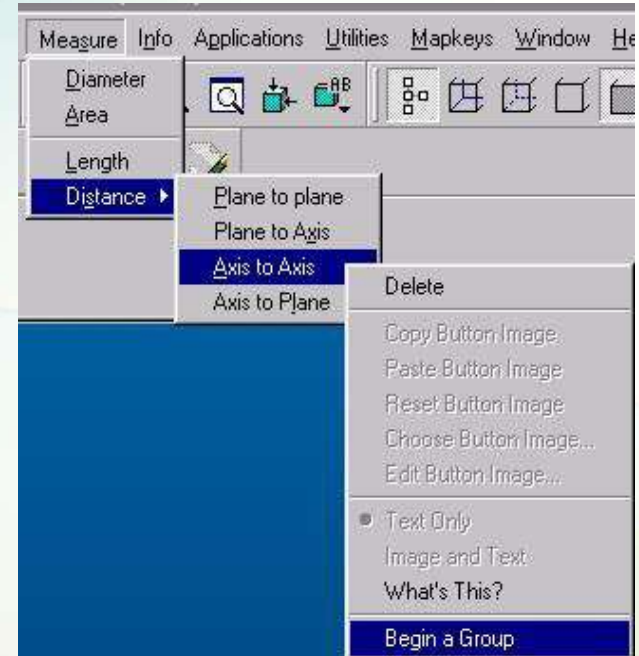 Measure Info Applications Utilities Mapkeys Window He
Diameter
Area
Length
Distance
AB
Plane to plane
Plane to Axis
Axis to Axis
Axis to Plane
Delete
Copy Button Image
Paste Button Image
Reset Button Image
Choose Button Image...
Edit Button Image...
Text Only
Image and Text
What's This?
Begin a Group